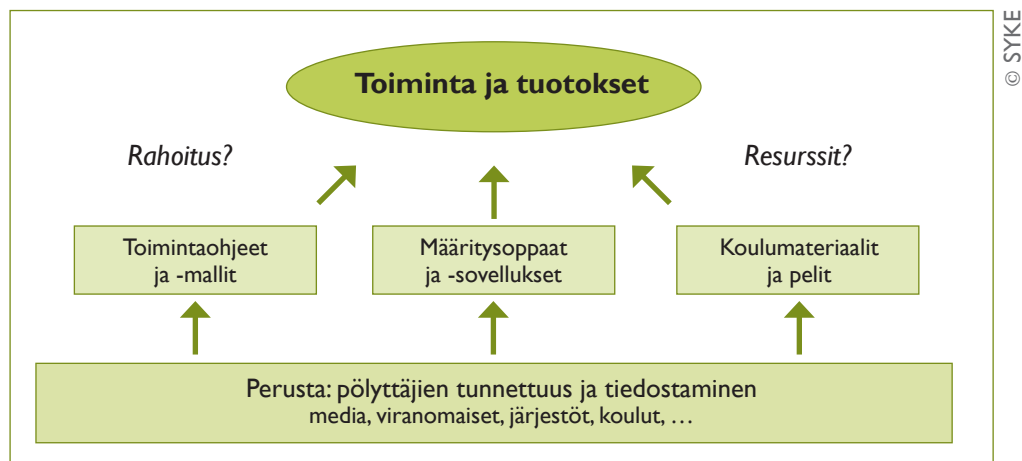 © SYKE
Toiminta ja tuotokset
Rahoitus?
Resurssit?
Toimintaohjeet
ja -mallit
Määritysoppaat
ja -sovellukset
Koulumateriaalit
ja pelit
Perusta: pölyttäjien tunnettuus ja tiedostaminen
media, viranomaiset, järjestöt, koulut, …